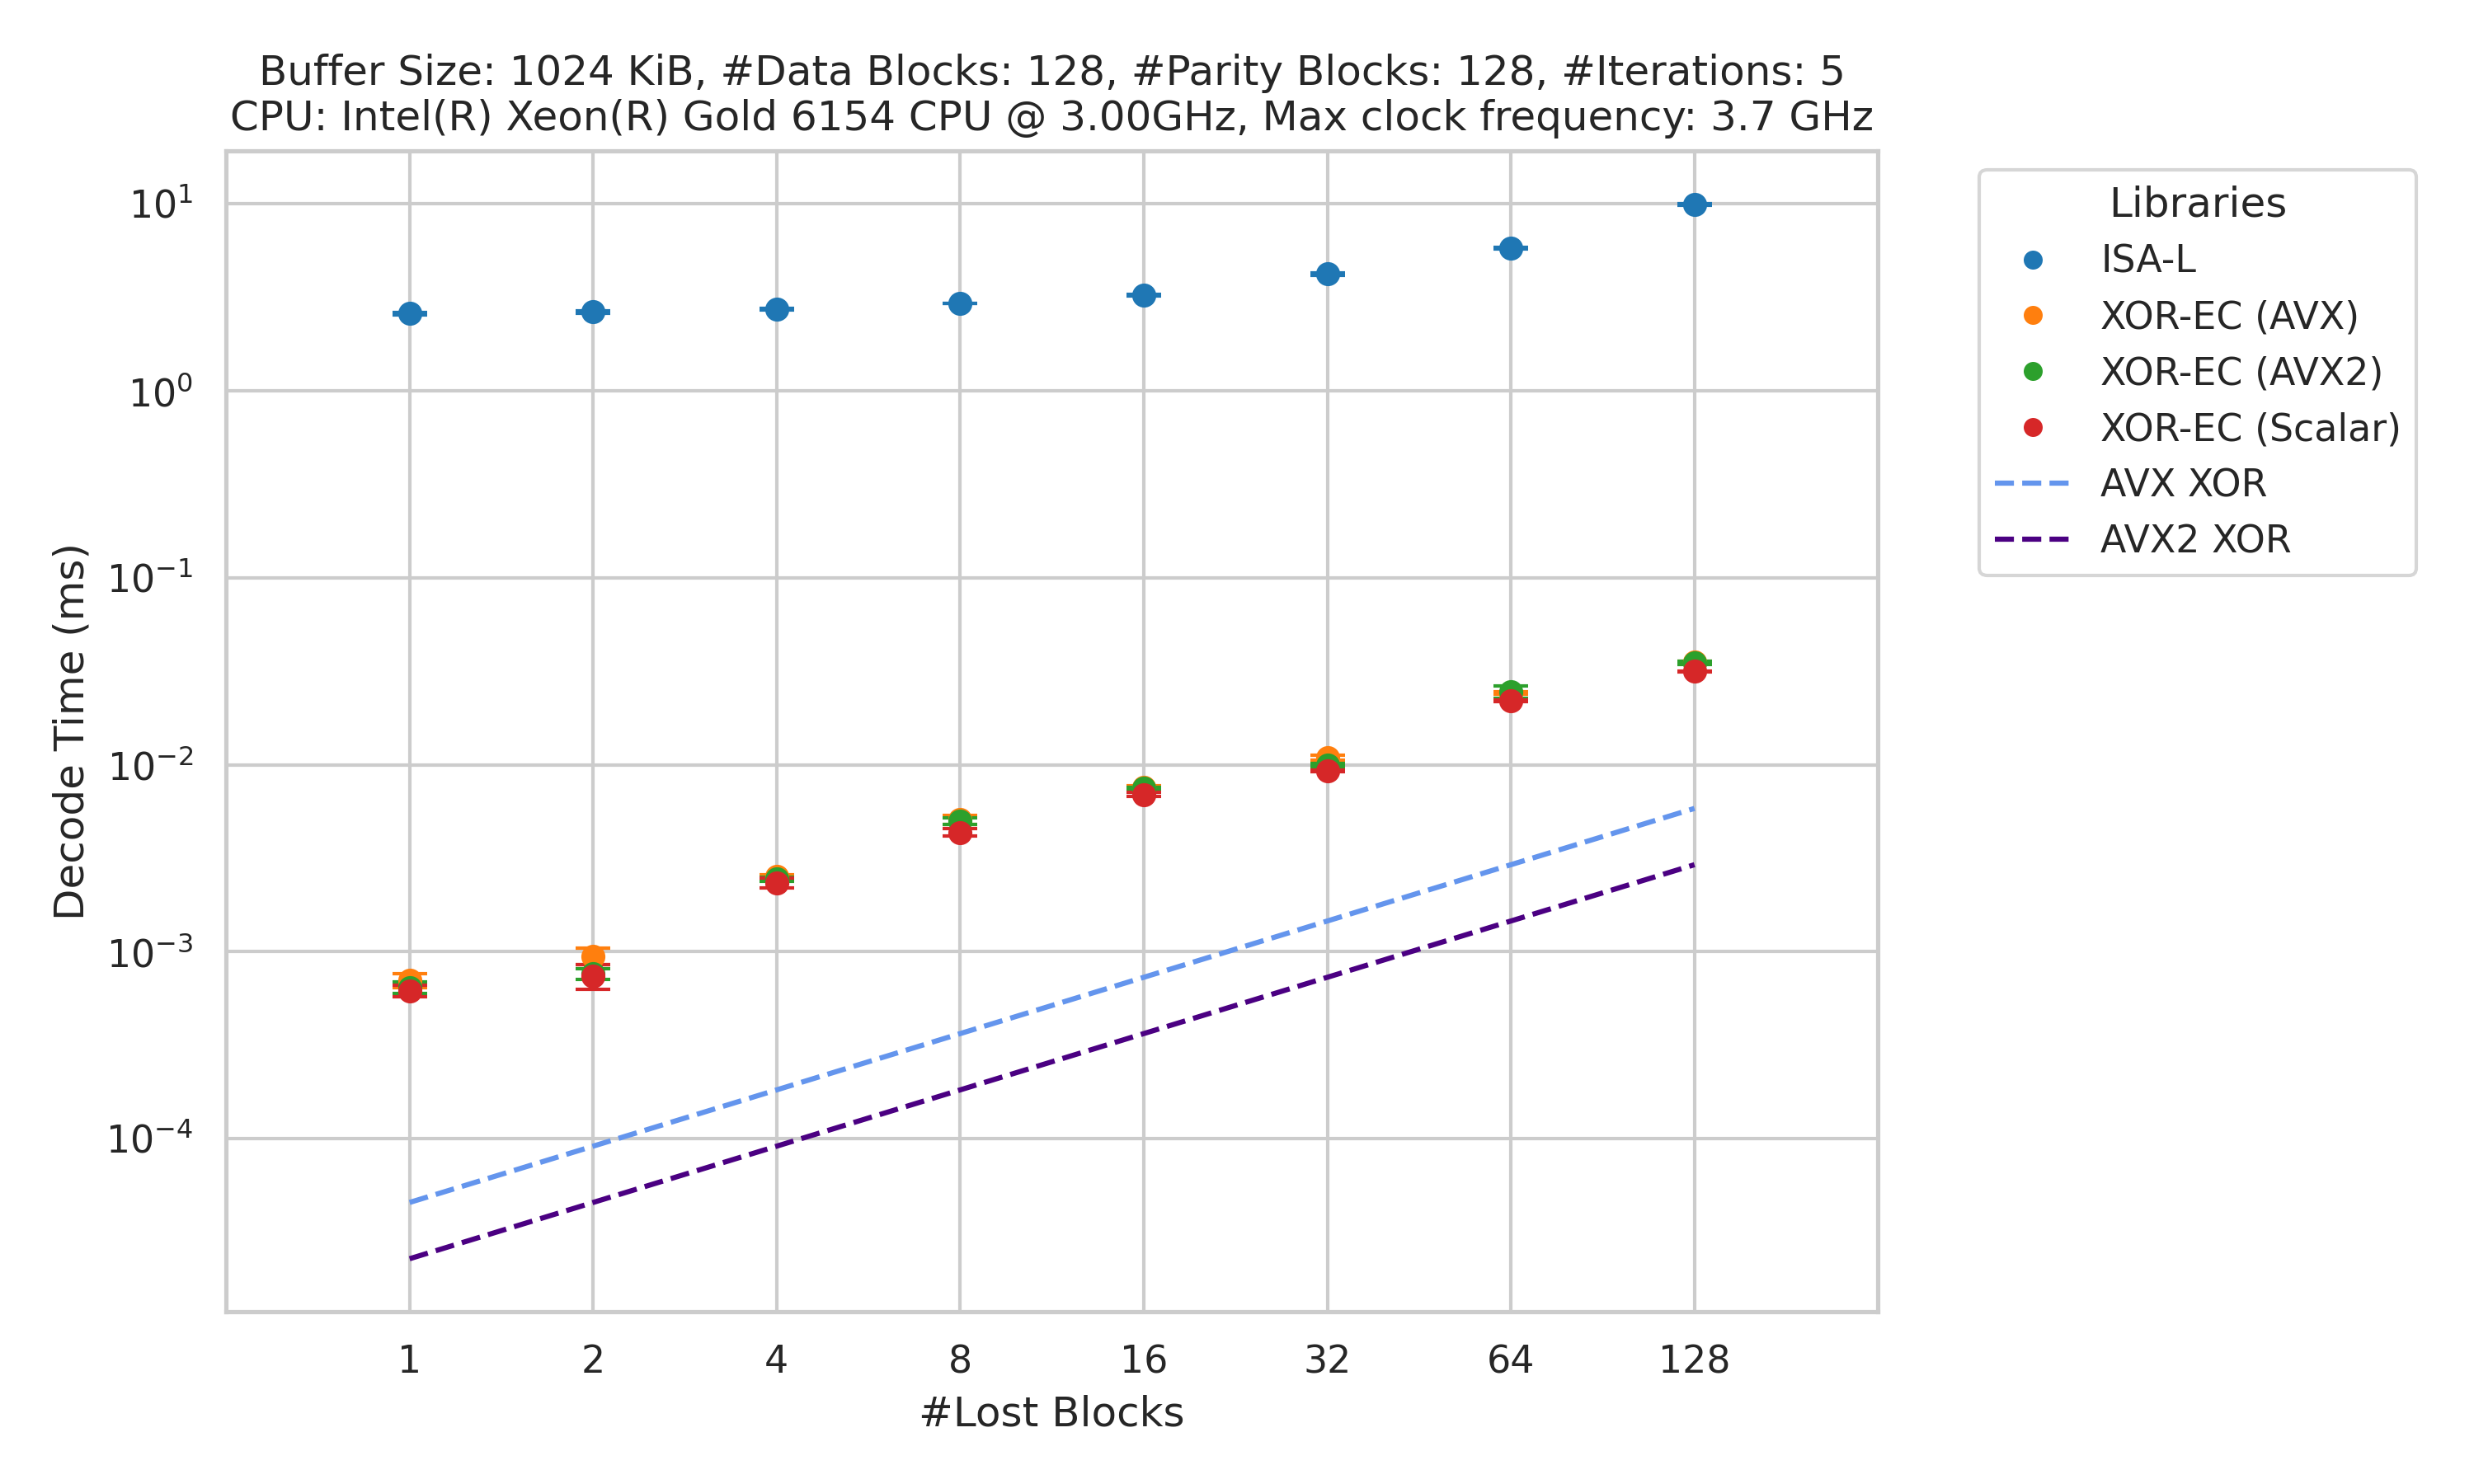 Buffer Size: 1024 KiB, #Data Blocks: 128, #Parity Blocks: 128, #Iterations: 5
CPU: Intel(R) Xeon(R) Gold 6154 CPU @ 3.00GHz, Max clock frequency: 3.7 GHz
Decode Time (ms)
10¹
10⁰
10⁻¹
10⁻²
10⁻³
10⁻⁴
1 2 4 8 16 32 64 128
#Lost Blocks
Libraries
ISA-L
XOR-EC (AVX)
XOR-EC (AVX2)
XOR-EC (Scalar)
AVX XOR
AVX2 XOR